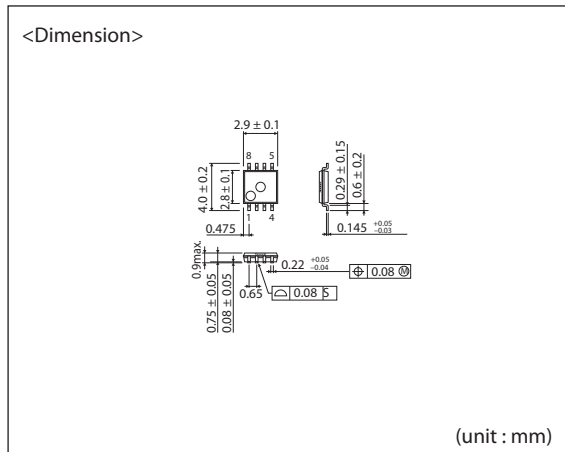 <Dimension>
2.9 ± 0.1
8 5
4.0 ± 0.2
2.8 ± 0.1
1 4
0.475
0.29 ± 0.15
0.6 ± 0.2
0.145 +0.05 −0.03
0.9max.
0.75 ± 0.05
0.08 ± 0.05
0.22 +0.05 −0.04
⌖ 0.08 Ⓜ
0.65
⌓ 0.08 S
(unit : mm)